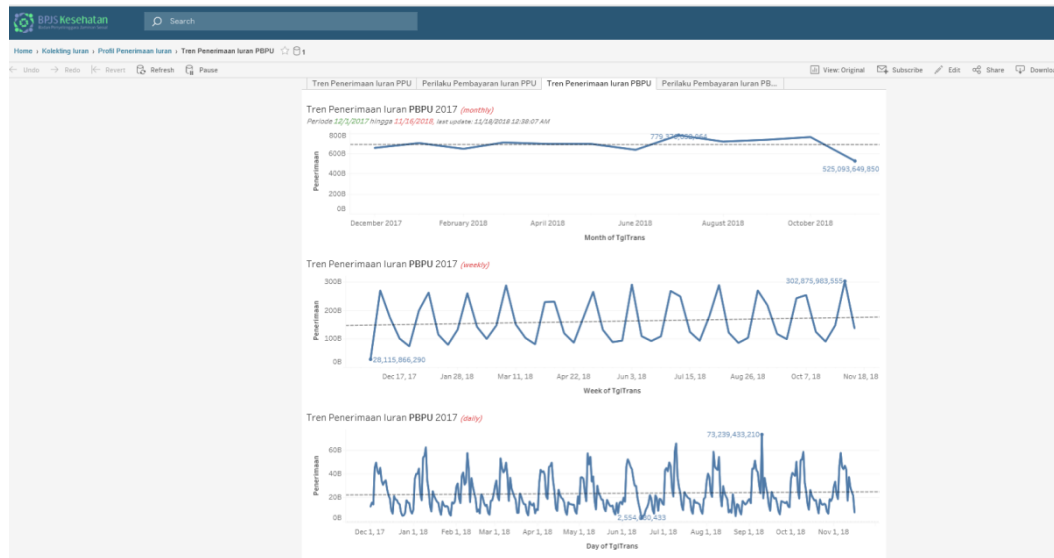 BPJS Kesehatan
Search
Home › Kolekting Iuran › Profil Penerimaan Iuran › Tren Penerimaan Iuran PBPU 1
Undo Redo Revert Refresh Pause View: Original Subscribe Edit Share Download
Tren Penerimaan Iuran PPU Perilaku Pembayaran Iuran PPU Tren Penerimaan Iuran PBPU Perilaku Pembayaran Iuran PB...
Tren Penerimaan Iuran PBPU 2017 (monthly)
Periode 12/1/2017 hingga 11/16/2018, last update: 11/18/2018 12:38:07 AM
800B
600B
400B
200B
0B
Penerimaan
525,093,649,850
December 2017 February 2018 April 2018 June 2018 August 2018 October 2018
Month of TglTrans
Tren Penerimaan Iuran PBPU 2017 (weekly)
300B
200B
100B
0B
Penerimaan
302,875,983,555
28,115,866,290
Dec 17, 17 Jan 28, 18 Mar 11, 18 Apr 22, 18 Jun 3, 18 Jul 15, 18 Aug 26, 18 Oct 7, 18 Nov 18, 18
Week of TglTrans
Tren Penerimaan Iuran PBPU 2017 (daily)
60B
40B
20B
0B
Penerimaan
73,239,433,210
Dec 1, 17 Jan 1, 18 Feb 1, 18 Mar 1, 18 Apr 1, 18 May 1, 18 Jun 1, 18 Jul 1, 18 Aug 1, 18 Sep 1, 18 Oct 1, 18 Nov 1, 18
Day of TglTrans